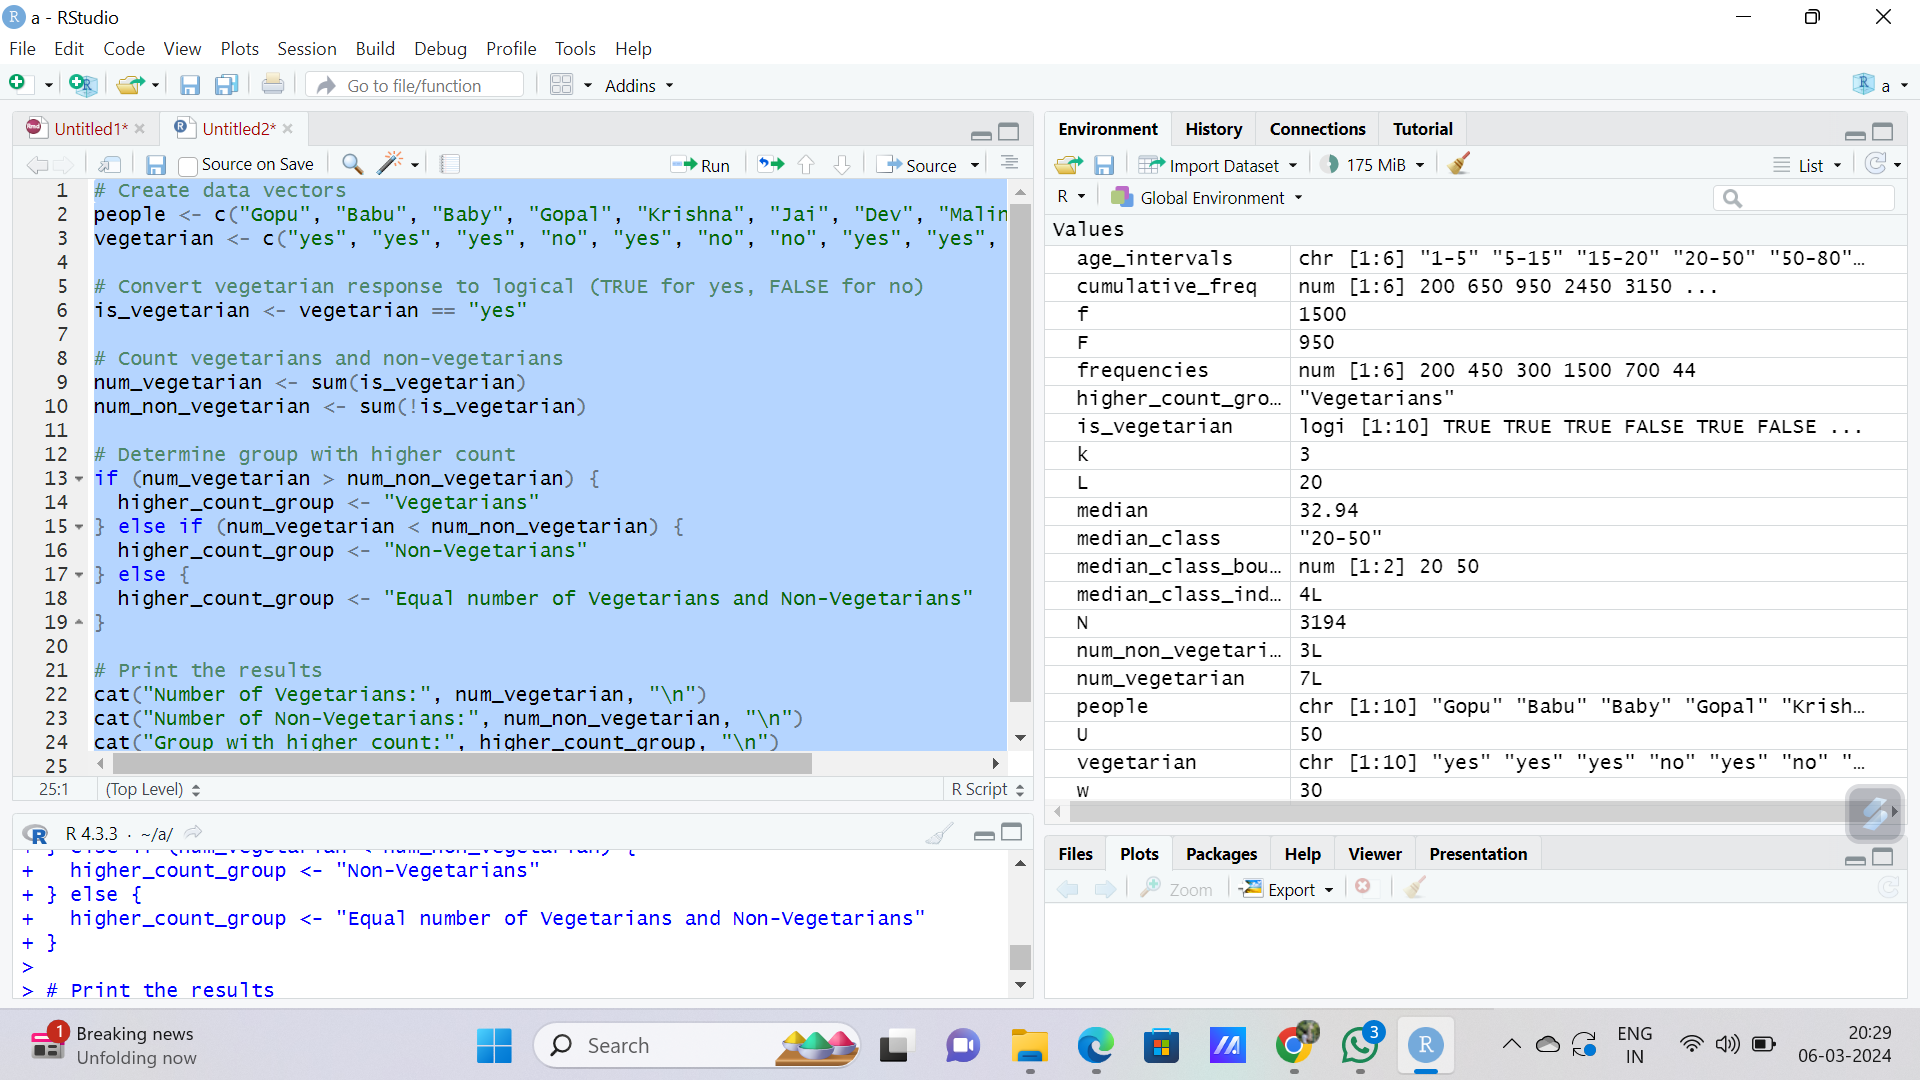 a - RStudio
File Edit Code View Plots Session Build Debug Profile Tools Help
Go to file/function Addins a
Untitled1* Untitled2*
Source on Save Run Source
1 # Create data vectors
2 people <- c("Gopu", "Babu", "Baby", "Gopal", "Krishna", "Jai", "Dev", "Malin
3 vegetarian <- c("yes", "yes", "yes", "no", "yes", "no", "no", "yes", "yes",
4
5 # Convert vegetarian response to logical (TRUE for yes, FALSE for no)
6 is_vegetarian <- vegetarian == "yes"
7
8 # Count vegetarians and non-vegetarians
9 num_vegetarian <- sum(is_vegetarian)
10 num_non_vegetarian <- sum(!is_vegetarian)
11
12 # Determine group with higher count
13 if (num_vegetarian > num_non_vegetarian) {
14 higher_count_group <- "Vegetarians"
15 } else if (num_vegetarian < num_non_vegetarian) {
16 higher_count_group <- "Non-Vegetarians"
17 } else {
18 higher_count_group <- "Equal number of Vegetarians and Non-Vegetarians"
19 }
20
21 # Print the results
22 cat("Number of Vegetarians:", num_vegetarian, "\n")
23 cat("Number of Non-Vegetarians:", num_non_vegetarian, "\n")
24 cat("Group with higher count:", higher_count_group, "\n")
25
25:1 (Top Level) R Script
R 4.3.3 · ~/a/
+ } else if (num_vegetarian < num_non_vegetarian) {
+ higher_count_group <- "Non-Vegetarians"
+ } else {
+ higher_count_group <- "Equal number of Vegetarians and Non-Vegetarians"
+ }
>
> # Print the results
Environment History Connections Tutorial
Import Dataset 175 MiB List
R Global Environment
Values
age_intervals chr [1:6] "1-5" "5-15" "15-20" "20-50" "50-80"…
cumulative_freq num [1:6] 200 650 950 2450 3150 ...
f 1500
F 950
frequencies num [1:6] 200 450 300 1500 700 44
higher_count_gro… "Vegetarians"
is_vegetarian logi [1:10] TRUE TRUE TRUE FALSE TRUE FALSE ...
k 3
L 20
median 32.94
median_class "20-50"
median_class_bou… num [1:2] 20 50
median_class_ind… 4L
N 3194
num_non_vegetari… 3L
num_vegetarian 7L
people chr [1:10] "Gopu" "Babu" "Baby" "Gopal" "Krish…
U 50
vegetarian chr [1:10] "yes" "yes" "yes" "no" "yes" "no" "…
w 30
Files Plots Packages Help Viewer Presentation
Zoom Export
1 Breaking news
Unfolding now
Search
3
ENG
IN
20:29
06-03-2024